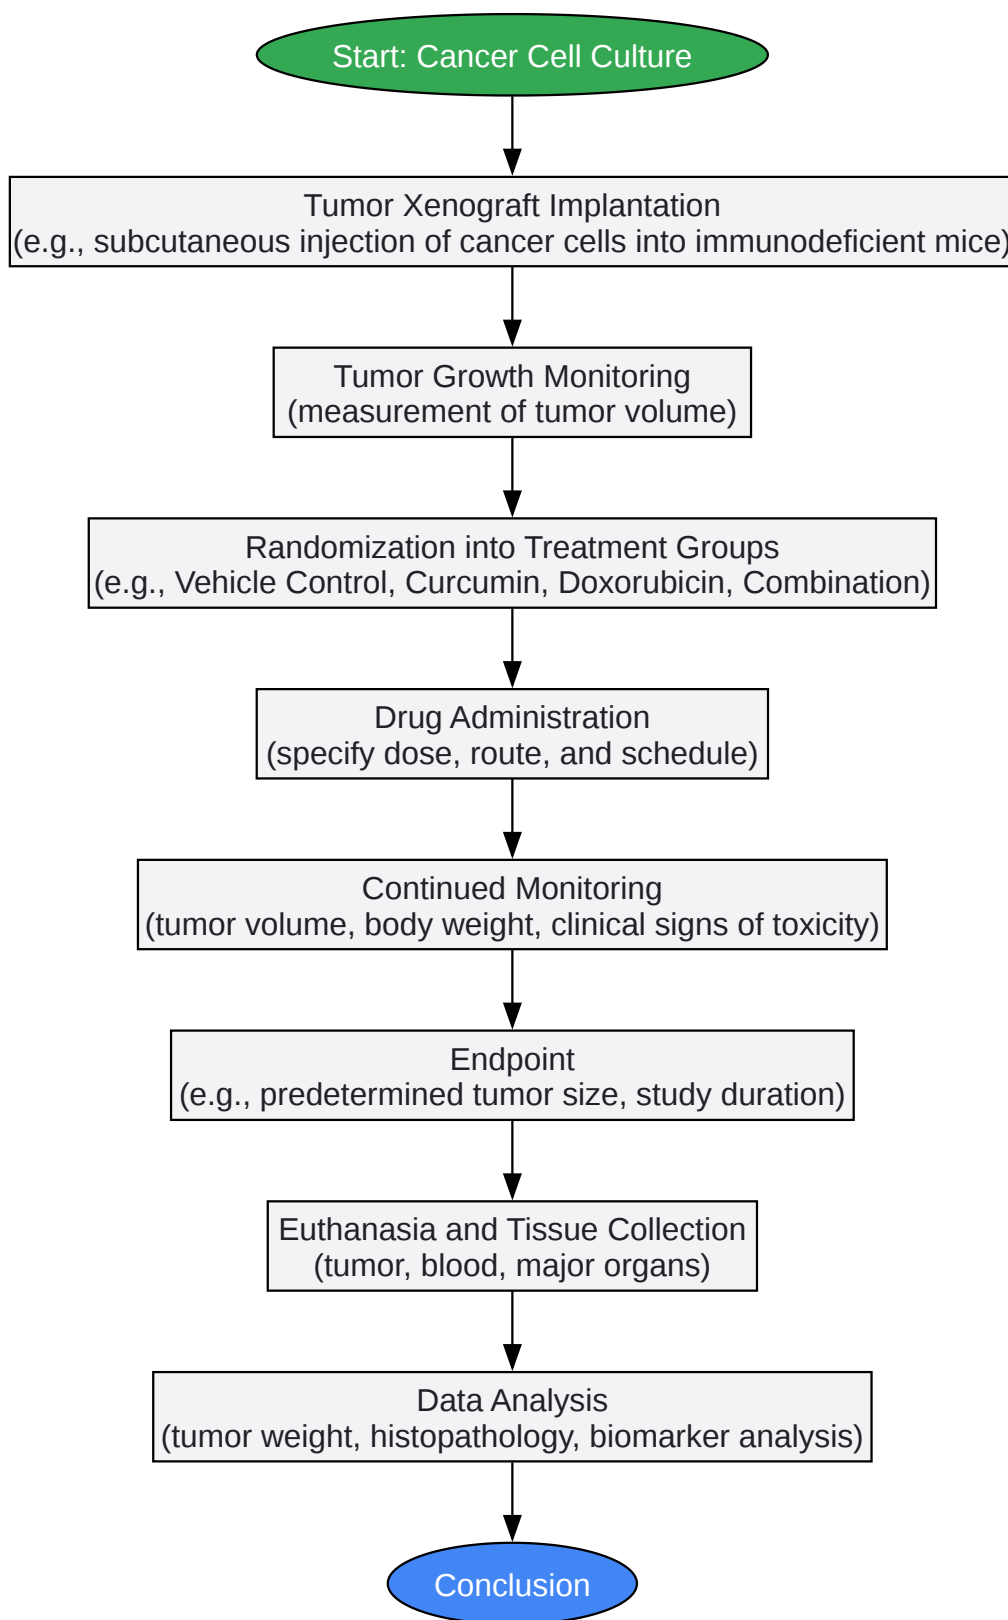 Start: Cancer Cell Culture
Tumor Xenograft Implantation
(e.g., subcutaneous injection of cancer cells into immunodeficient mice)
Tumor Growth Monitoring
(measurement of tumor volume)
Randomization into Treatment Groups
(e.g., Vehicle Control, Curcumin, Doxorubicin, Combination)
Drug Administration
(specify dose, route, and schedule)
Continued Monitoring
(tumor volume, body weight, clinical signs of toxicity)
Endpoint
(e.g., predetermined tumor size, study duration)
Euthanasia and Tissue Collection
(tumor, blood, major organs)
Data Analysis
(tumor weight, histopathology, biomarker analysis)
Conclusion